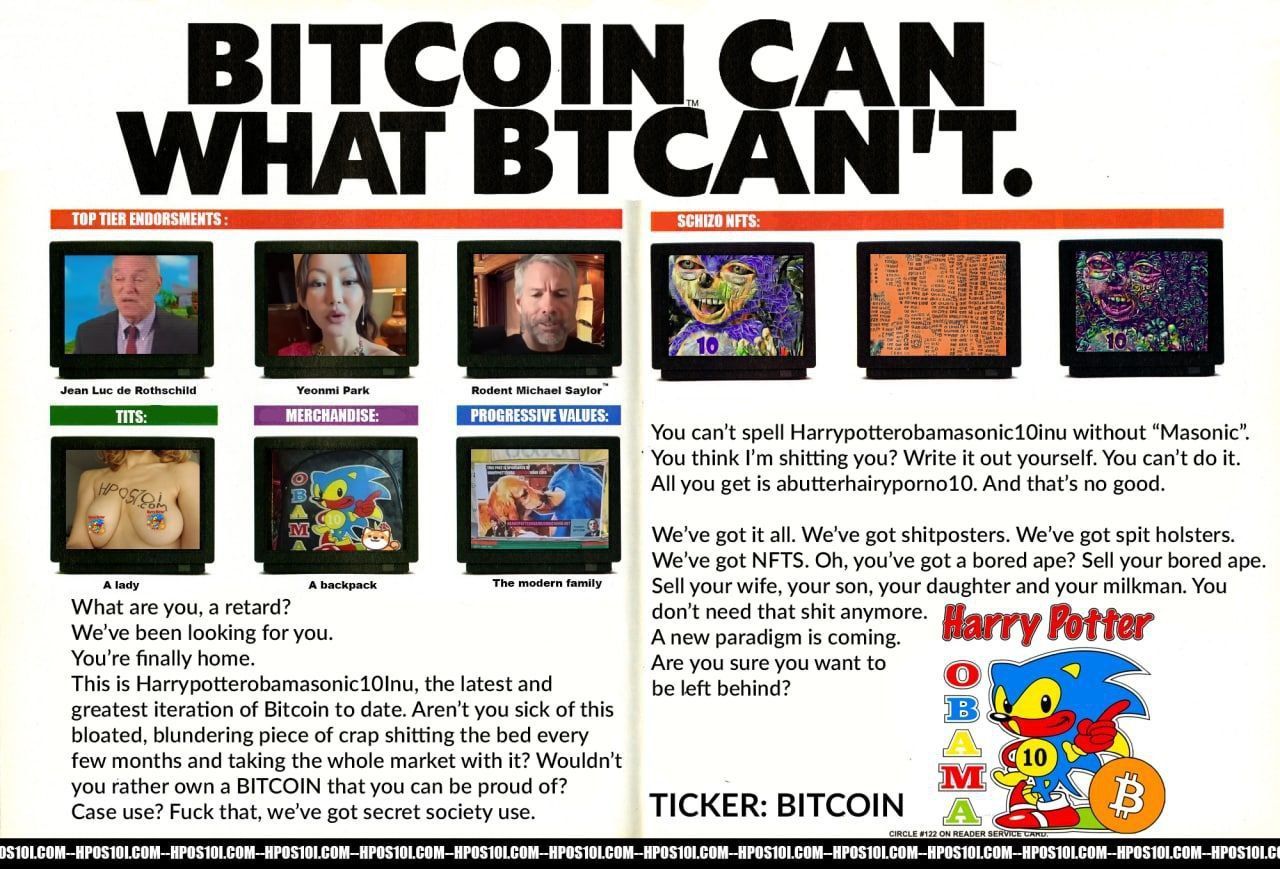 BITCOIN CAN
WHAT BTCAN'T.
TM
TOP TIER ENDORSMENTS :
Jean Luc de Rothschild
Yeonmi Park
Rodent Michael Saylor™
TITS:
MERCHANDISE:
PROGRESSIVE VALUES:
HPOS10I
.COM
OBAMA
10
A lady
A backpack
The modern family
What are you, a retard?
We've been looking for you.
You're finally home.
This is Harrypotterobamasonic10Inu, the latest and
greatest iteration of Bitcoin to date. Aren't you sick of this
bloated, blundering piece of crap shitting the bed every
few months and taking the whole market with it? Wouldn't
you rather own a BITCOIN that you can be proud of?
Case use? Fuck that, we've got secret society use.
SCHIZO NFTS:
10
10
You can't spell Harrypotterobamasonic10inu without “Masonic”.
You think I'm shitting you? Write it out yourself. You can't do it.
All you get is abutterhairyporno10. And that's no good.
We've got it all. We've got shitposters. We've got spit holsters.
We've got NFTS. Oh, you've got a bored ape? Sell your bored ape.
Sell your wife, your son, your daughter and your milkman. You
don't need that shit anymore.
A new paradigm is coming.
Are you sure you want to
be left behind?
Harry Potter
OBAMA
10
TICKER: BITCOIN
CIRCLE #122 ON READER SERVICE CARD.
OS10I.COM--HPOS10I.COM--HPOS10I.COM--HPOS10I.COM--HPOS10I.COM--HPOS10I.COM--HPOS10I.COM--HPOS10I.COM--HPOS10I.COM--HPOS10I.COM--HPOS10I.COM--HPOS10I.COM--HPOS10I.COM--HPOS10I.CO